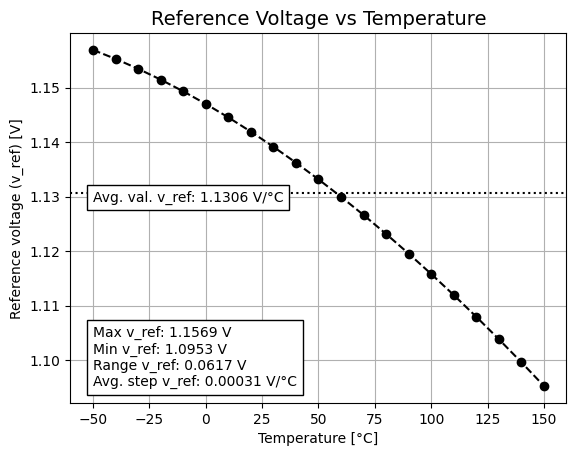 Reference Voltage vs Temperature
Reference voltage (v_ref) [V]
1.15
1.14
1.13
1.12
1.11
1.10
Avg. val. v_ref: 1.1306 V/°C
Max v_ref: 1.1569 V
Min v_ref: 1.0953 V
Range v_ref: 0.0617 V
Avg. step v_ref: 0.00031 V/°C
−50 −25 0 25 50 75 100 125 150
Temperature [°C]